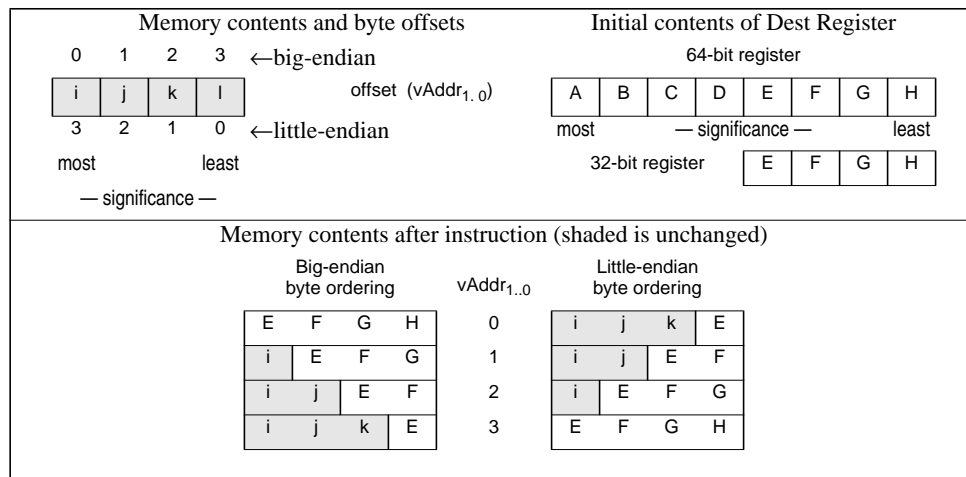 Memory contents and byte offsets
Initial contents of Dest Register
0 1 2 3 ←big-endian
64-bit register
i j k l
offset (vAddr1. 0)
A B C D E F G H
3 2 1 0 ←little-endian
most — significance — least
most least
32-bit register E F G H
— significance —
Memory contents after instruction (shaded is unchanged)
Big-endian
byte ordering
vAddr1..0
Little-endian
byte ordering
E F G H 0 i j k E
i E F G 1 i j E F
i j E F 2 i E F G
i j k E 3 E F G H